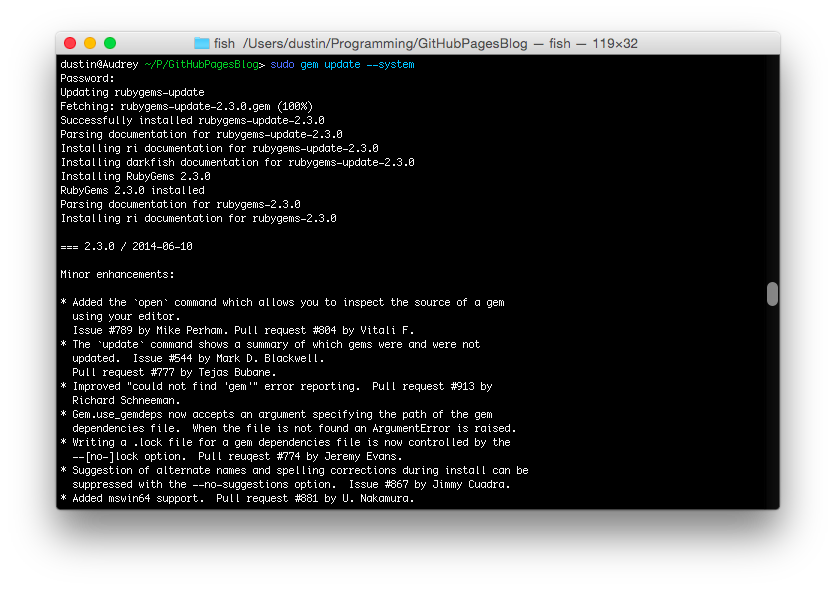 fish /Users/dustin/Programming/GitHubPagesBlog — fish — 119×32
dustin@Audrey ~/P/GitHubPagesBlog> sudo gem update --system
Password:
Updating rubygems-update
Fetching: rubygems-update-2.3.0.gem (100%)
Successfully installed rubygems-update-2.3.0
Parsing documentation for rubygems-update-2.3.0
Installing ri documentation for rubygems-update-2.3.0
Installing darkfish documentation for rubygems-update-2.3.0
Installing RubyGems 2.3.0
RubyGems 2.3.0 installed
Parsing documentation for rubygems-2.3.0
Installing ri documentation for rubygems-2.3.0
=== 2.3.0 / 2014-06-10
Minor enhancements:
* Added the `open` command which allows you to inspect the source of a gem
using your editor.
Issue #789 by Mike Perham. Pull request #804 by Vitali F.
* The `update` command shows a summary of which gems were and were not
updated.  Issue #544 by Mark D. Blackwell.
Pull request #777 by Tejas Bubane.
* Improved "could not find 'gem'" error reporting.  Pull request #913 by
Richard Schneeman.
* Gem.use_gemdeps now accepts an argument specifying the path of the gem
dependencies file.  When the file is not found an ArgumentError is raised.
* Writing a .lock file for a gem dependencies file is now controlled by the
--[no-]lock option.  Pull reuqest #774 by Jeremy Evans.
* Suggestion of alternate names and spelling corrections during install can be
suppressed with the --no-suggestions option.  Issue #867 by Jimmy Cuadra.
* Added mswin64 support.  Pull request #881 by U. Nakamura.